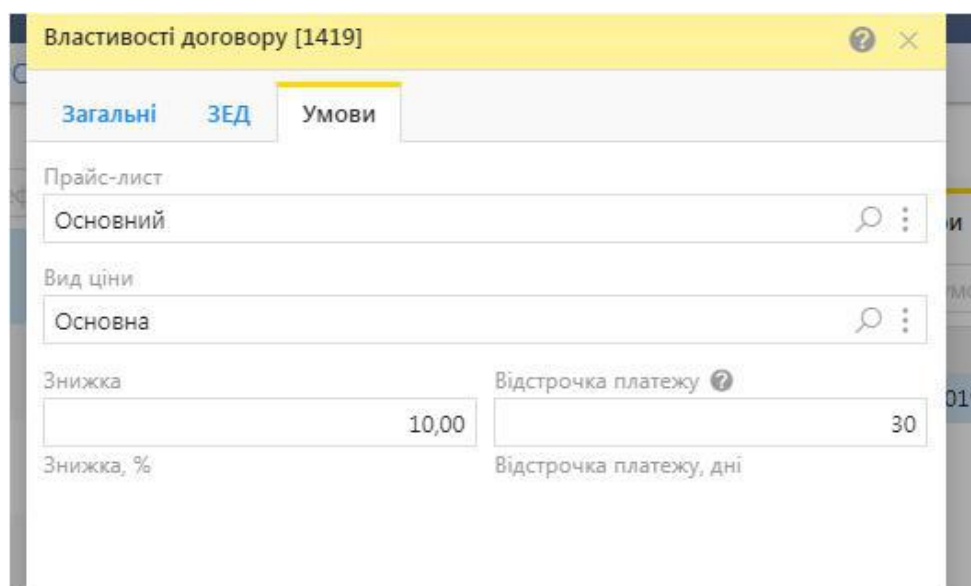 Властивості договору [1419]
Загальні ЗЕД Умови
Прайс-лист
Основний
Вид ціни
Основна
Знижка Відстрочка платежу
10,00 30
Знижка, % Відстрочка платежу, дні